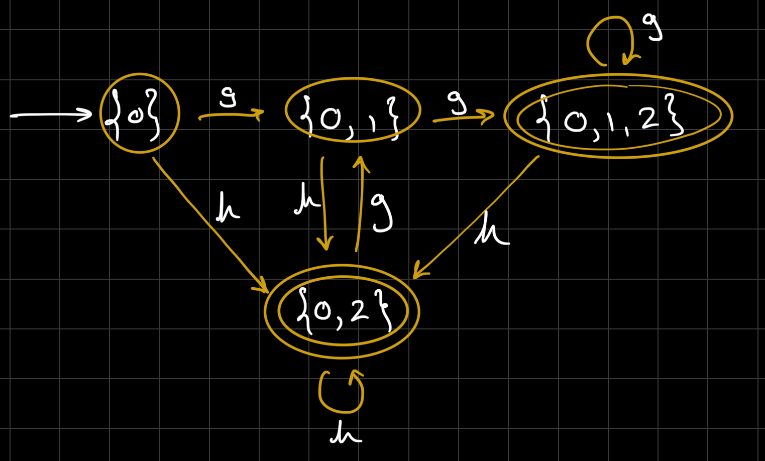 g
{0} g {0,1} g {0,1,2}
h h g h
{0,2}
h